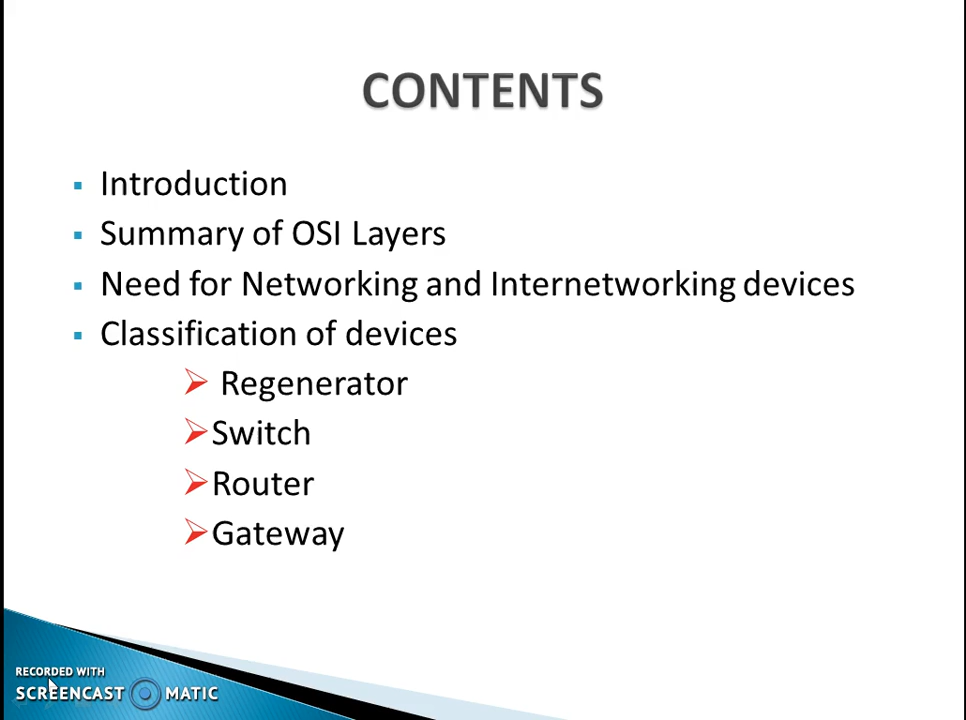 CONTENTS
Introduction
Summary of OSI Layers
Need for Networking and Internetworking devices
Classification of devices
Regenerator
Switch
Router
Gateway
RECORDED WITH
SCREENCAST MATIC